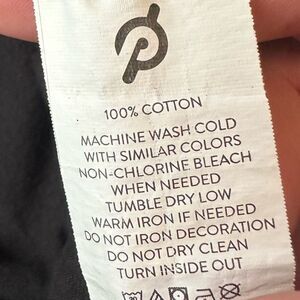 100% COTTON
MACHINE WASH COLD
WITH SIMILAR COLORS
NON-CHLORINE BLEACH
WHEN NEEDED
TUMBLE DRY LOW
WARM IRON IF NEEDED
DO NOT IRON DECORATION
DO NOT DRY CLEAN
TURN INSIDE OUT